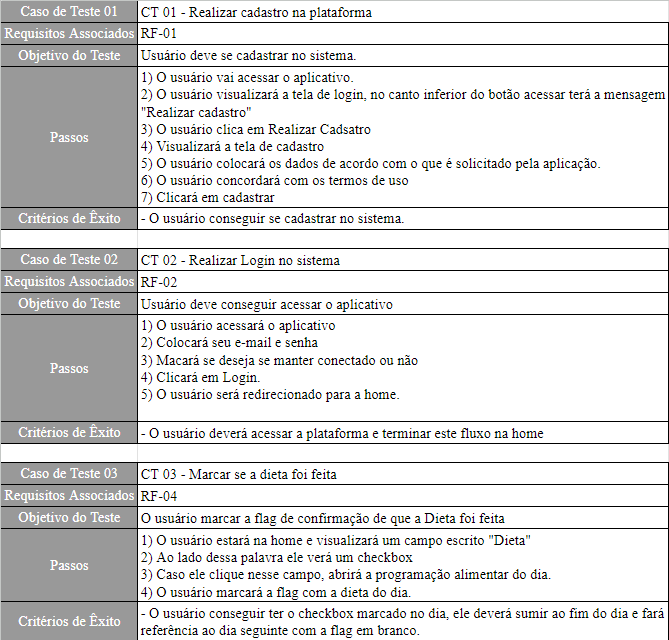 Caso de Teste 01 CT 01 - Realizar cadastro na plataforma
Requisitos Associados RF-01
Objetivo do Teste Usuário deve se cadastrar no sistema.
Passos
1) O usuário vai acessar o aplicativo.
2) O usuário visualizará a tela de login, no canto inferior do botão acessar terá a mensagem
"Realizar cadastro"
3) O usuário clica em Realizar Cadsatro
4) Visualizará a tela de cadastro
5) O usuário colocará os dados de acordo com o que é solicitado pela aplicação.
6) O usuário concordará com os termos de uso
7) Clicará em cadastrar
Critérios de Êxito - O usuário conseguir se cadastrar no sistema.
Caso de Teste 02 CT 02 - Realizar Login no sistema
Requisitos Associados RF-02
Objetivo do Teste Usuário deve conseguir acessar o aplicativo
Passos
1) O usuário acessará o aplicativo
2) Colocará seu e-mail e senha
3) Macará se deseja se manter conectado ou não
4) Clicará em Login.
5) O usuário será redirecionado para a home.
Critérios de Êxito - O usuário deverá acessar a plataforma e terminar este fluxo na home
Caso de Teste 03 CT 03 - Marcar se a dieta foi feita
Requisitos Associados RF-04
Objetivo do Teste O usuário marcar a flag de confirmação de que a Dieta foi feita
Passos
1) O usuário estará na home e visualizará um campo escrito "Dieta"
2) Ao lado dessa palavra ele verá um checkbox
3) Caso ele clique nesse campo, abrirá a programação alimentar do dia.
4) O usuário marcará a flag com a dieta do dia.
Critérios de Êxito - O usuário conseguir ter o checkbox marcado no dia, ele deverá sumir ao fim do dia e fará
referência ao dia seguinte com a flag em branco.